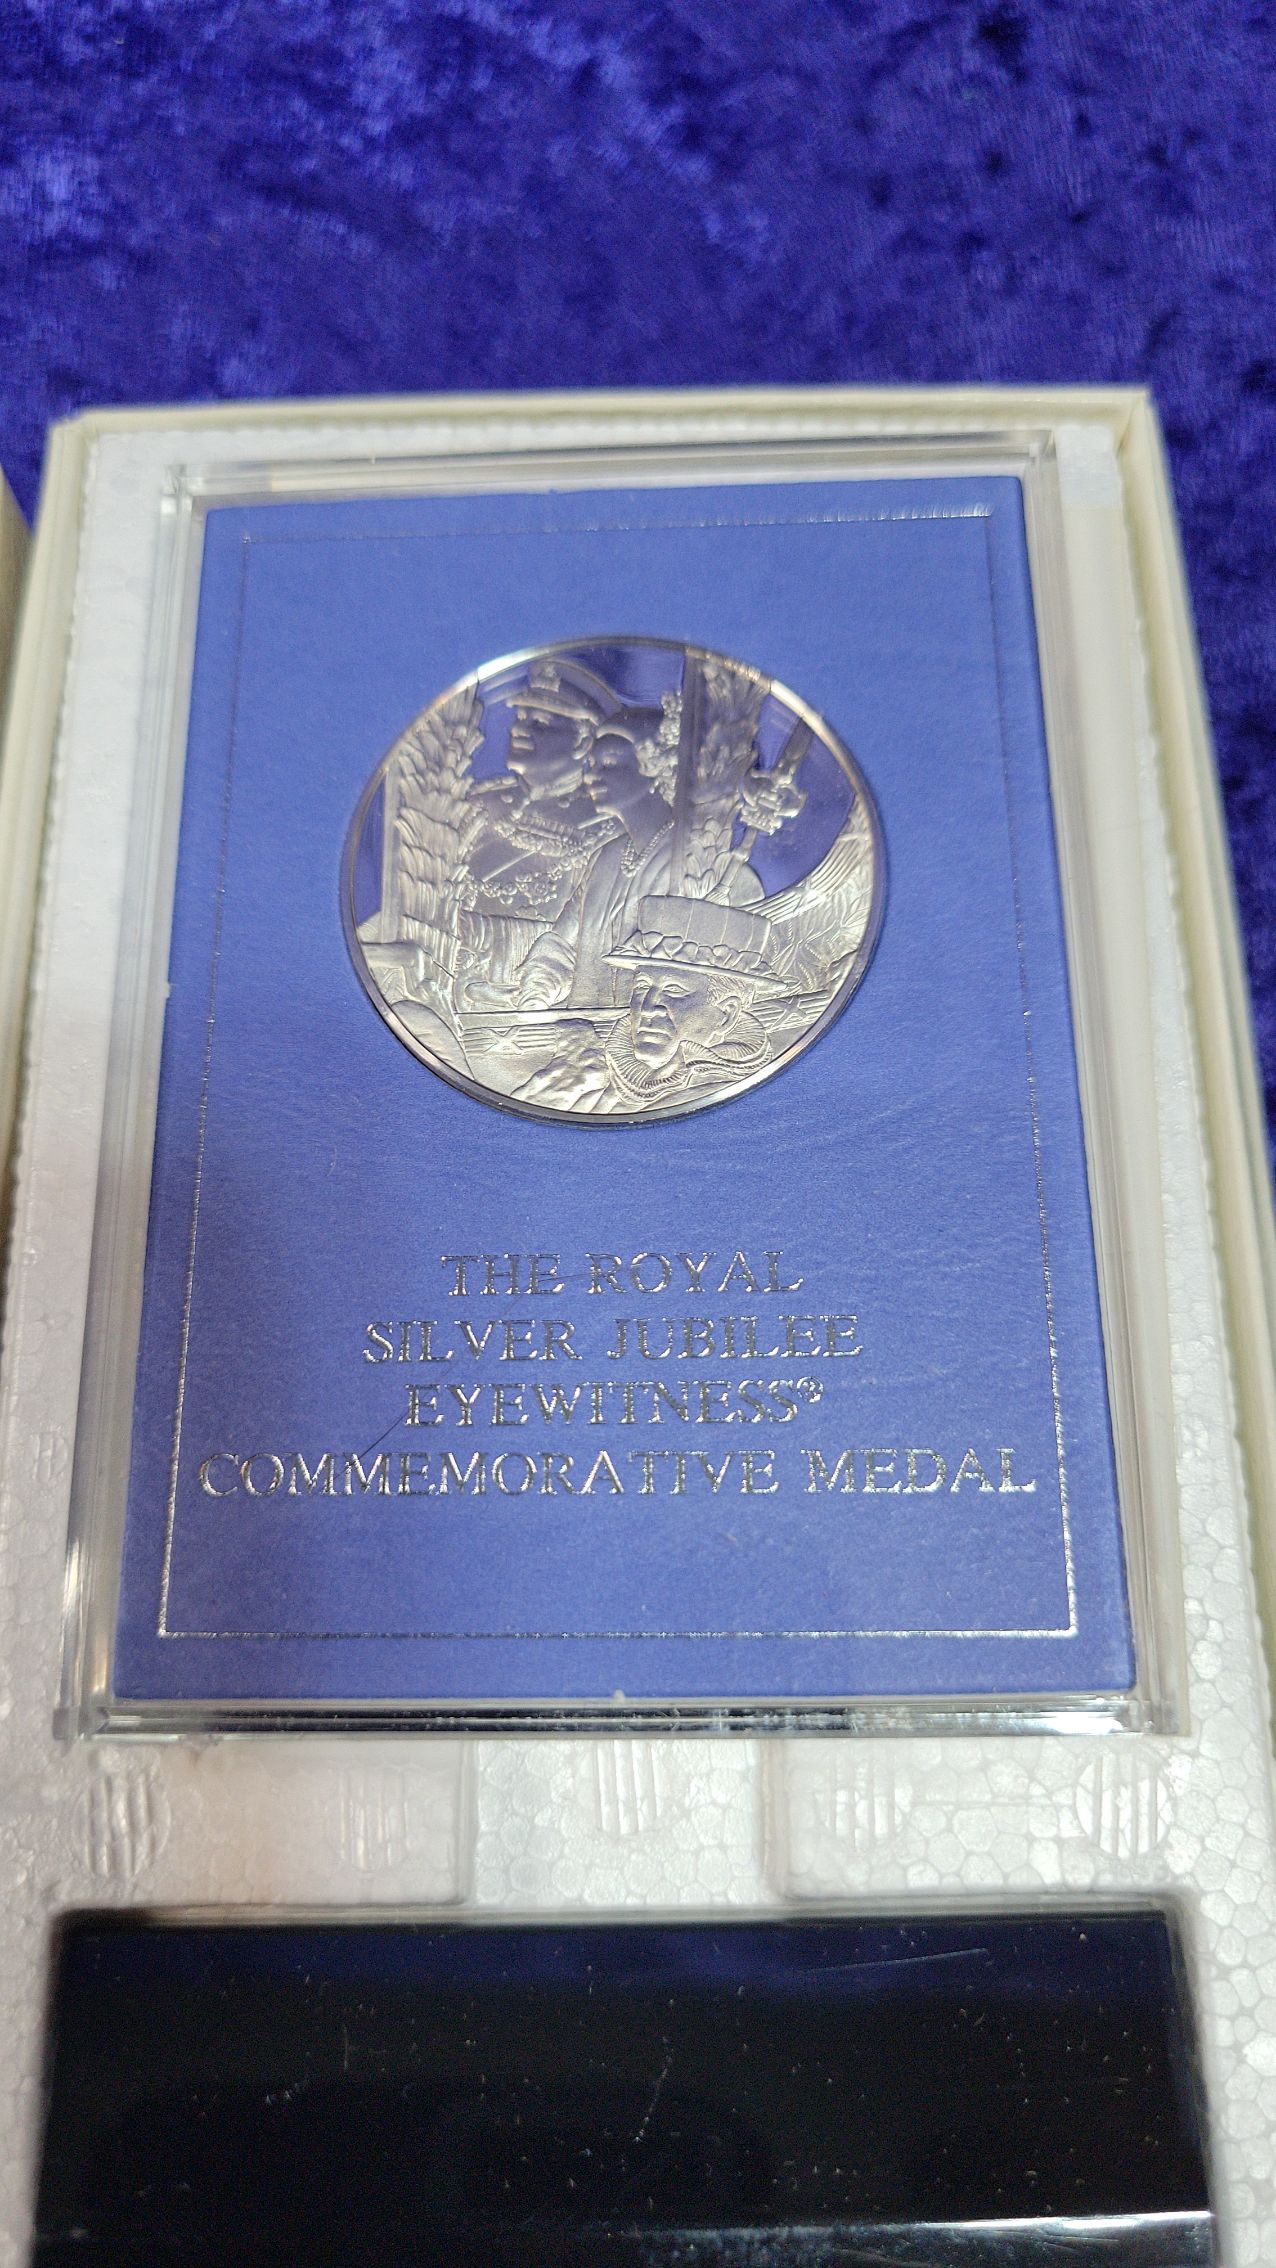 THE ROYAL
SILVER JUBILEE
EYEWITNESS®
COMMEMORATIVE MEDAL